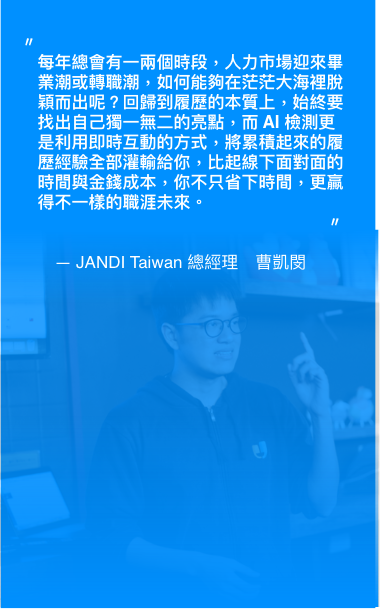 "
每年總會有一兩個時段，人力市場迎來畢
業潮或轉職潮，如何能夠在茫茫大海裡脫
穎而出呢？回歸到履歷的本質上，始終要
找出自己獨一無二的亮點，而 AI 檢測更
是利用即時互動的方式，將累積起來的履
歷經驗全部灌輸給你，比起線下面對面的
時間與金錢成本，你不只省下時間，更贏
得不一樣的職涯未來。
"
— JANDI Taiwan 總經理　曹凱閔